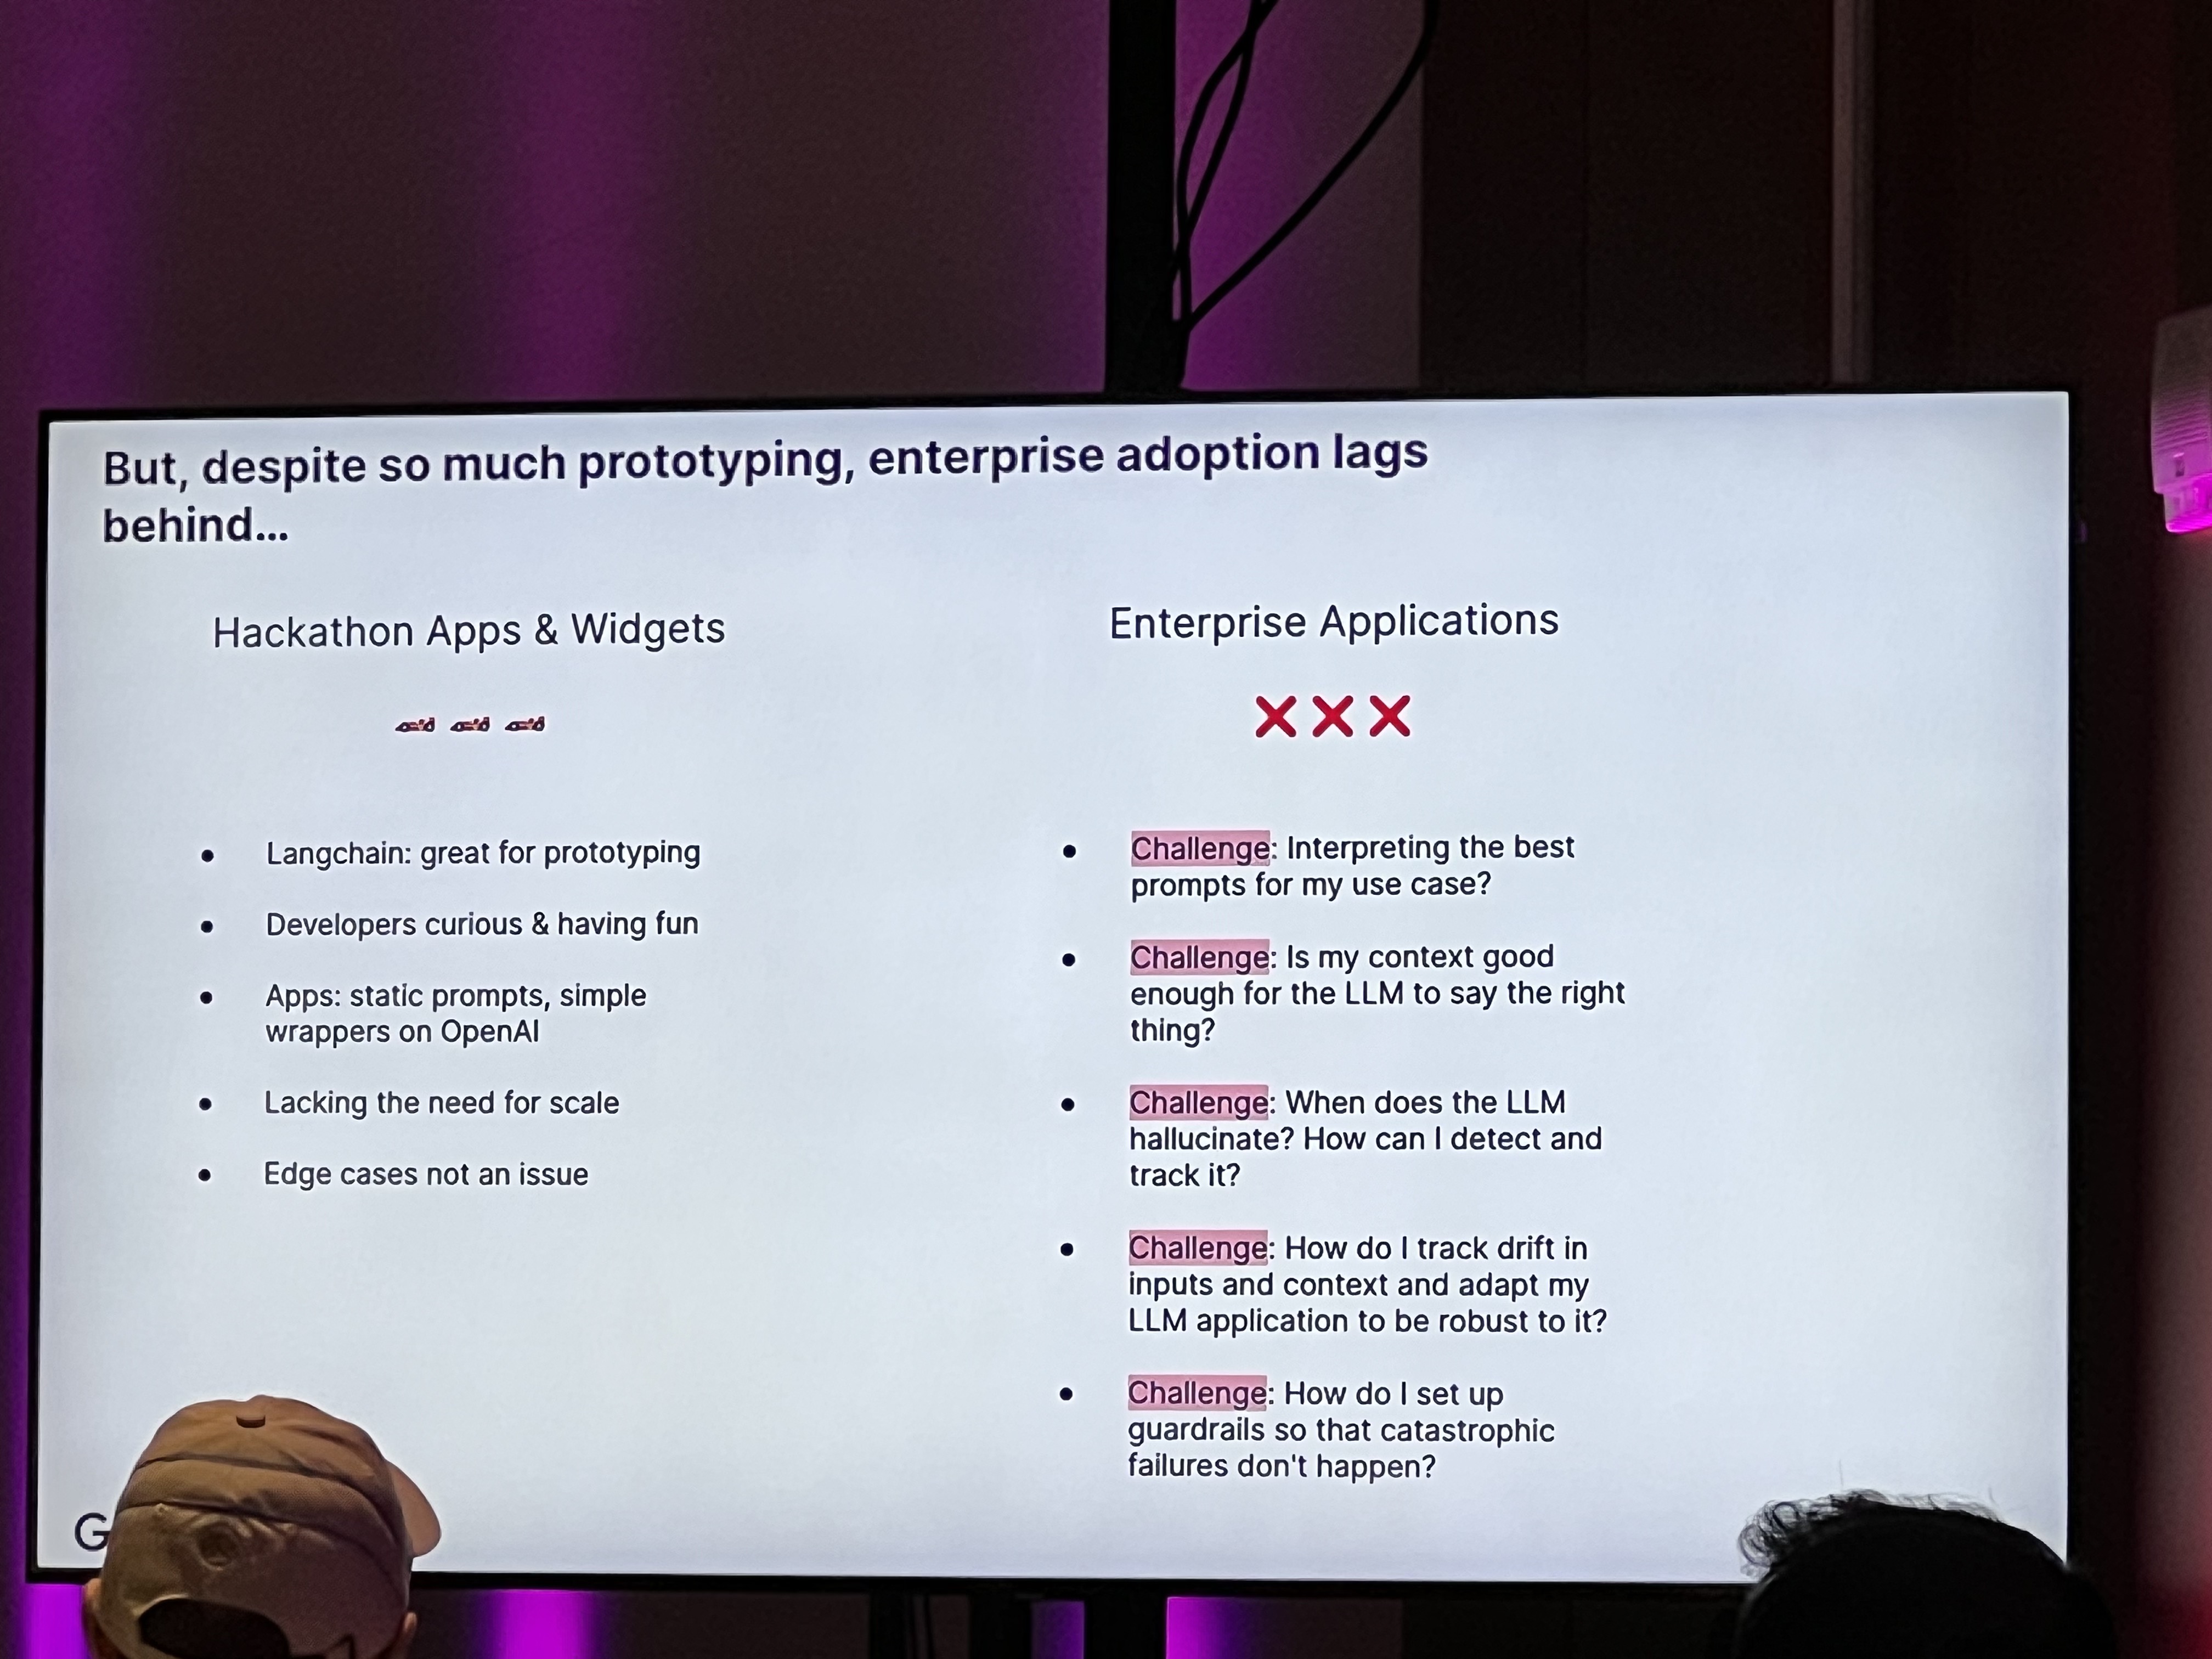 But, despite so much prototyping, enterprise adoption lags
behind...
Hackathon Apps & Widgets
• Langchain: great for prototyping
• Developers curious & having fun
• Apps: static prompts, simple
wrappers on OpenAI
• Lacking the need for scale
• Edge cases not an issue
Enterprise Applications
❌❌❌
• Challenge: Interpreting the best
prompts for my use case?
• Challenge: Is my context good
enough for the LLM to say the right
thing?
• Challenge: When does the LLM
hallucinate? How can I detect and
track it?
• Challenge: How do I track drift in
inputs and context and adapt my
LLM application to be robust to it?
• Challenge: How do I set up
guardrails so that catastrophic
failures don't happen?
G